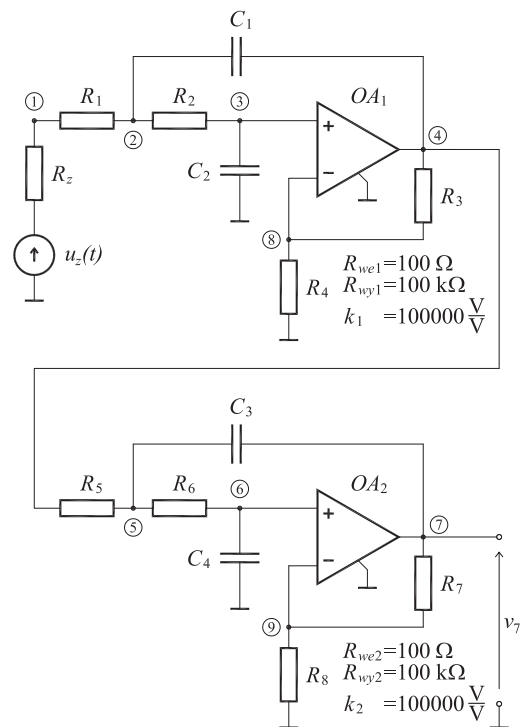 C1
1 R1 R2 3 OA1
+ 4
2
C2 −
Rz R3
8
uz(t) Rwe1=100 Ω
R4 Rwy1=100 kΩ
k1 =100000 V/V
C3
R5 R6 6 OA2
+ 7
5
C4 −
R7
9 v7
Rwe2=100 Ω
R8 Rwy2=100 kΩ
k2 =100000 V/V